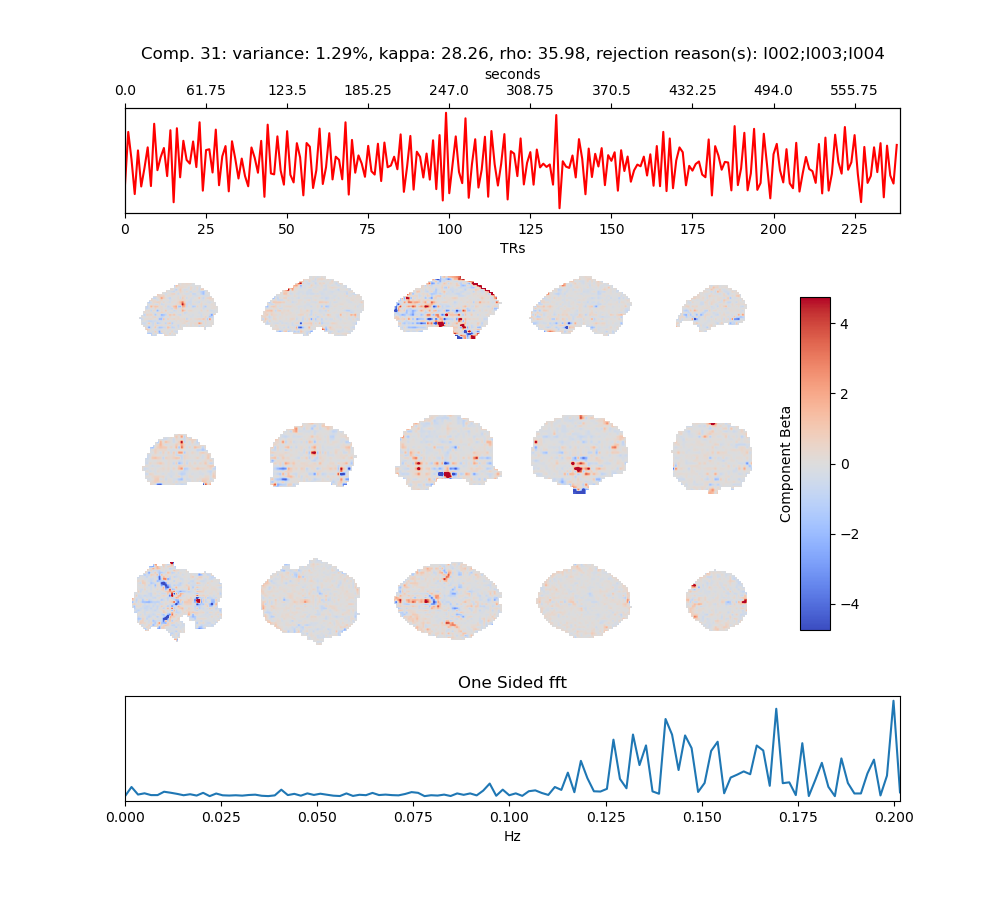 Comp. 31: variance: 1.29%, kappa: 28.26, rho: 35.98, rejection reason(s): I002;I003;I004
seconds
0.0 61.75 123.5 185.25 247.0 308.75 370.5 432.25 494.0 555.75
0 25 50 75 100 125 150 175 200 225
TRs
4
2
0
−2
−4
Component Beta
One Sided fft
0.000 0.025 0.050 0.075 0.100 0.125 0.150 0.175 0.200
Hz